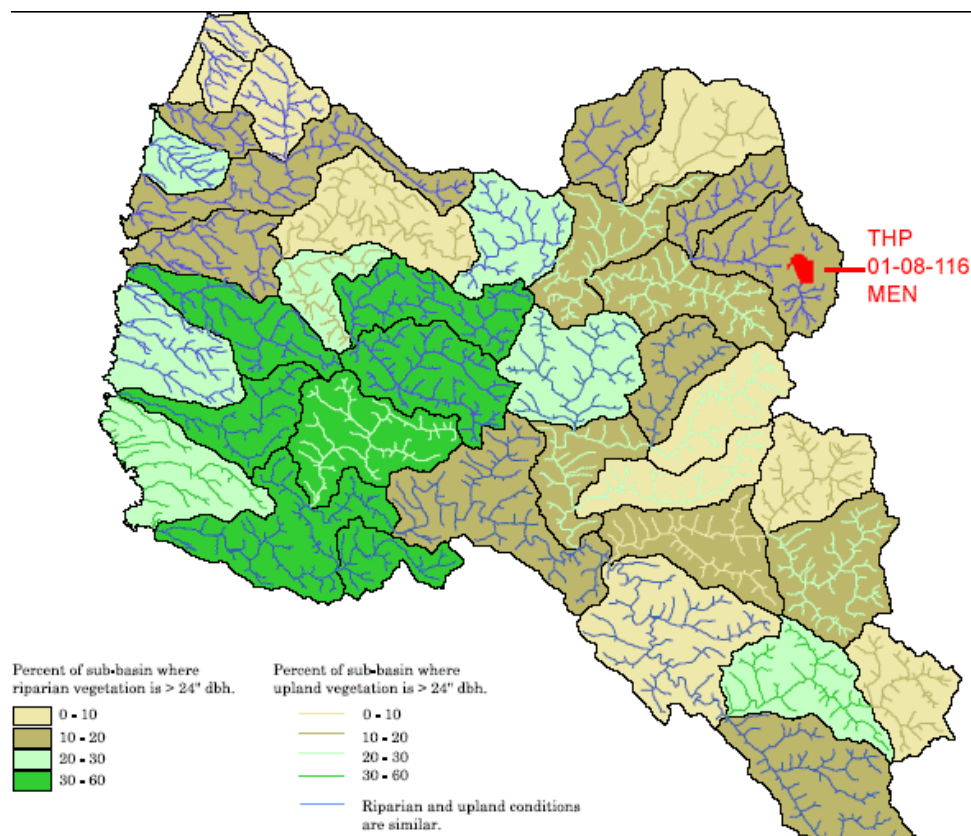 THP
01-08-116
MEN
Percent of sub-basin where
riparian vegetation is > 24" dbh.
0 - 10
10 - 20
20 - 30
30 - 60
Percent of sub-basin where
upland vegetation is > 24" dbh.
0 - 10
10 - 20
20 - 30
30 - 60
Riparian and upland conditions
are similar.